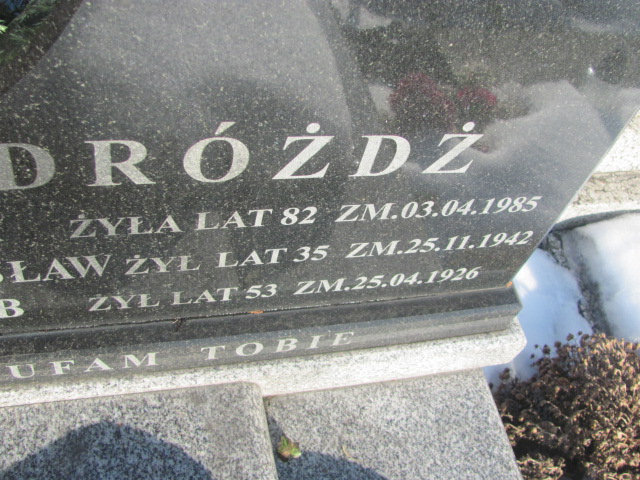 DRÓŻDŻ
ŻYŁA LAT 82 ZM.03.04.1985
SŁAW ŻYŁ LAT 35 ZM.25.11.1942
B ŻYŁ LAT 53 ZM.25.04.1926
UFAM TOBIE